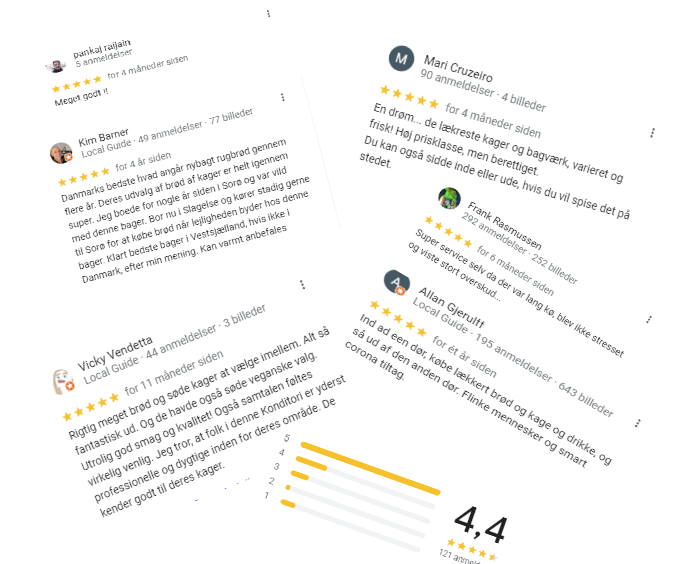 pankaj raijain
5 anmeldelser
for 4 måneder siden
Meget godt !!
Kim Barner
Local Guide · 49 anmeldelser · 77 billeder
for 4 år siden
Danmarks bedste hvad angår nybagt rugbrød gennem
flere år. Deres udvalg af brød af kager er helt igennem
super. Jeg boede for nogle år siden i Sorø og var vild
med denne bager. Bor nu i Slagelse og kører stadig gerne
til Sorø for at købe brød når lejligheden byder hos denne
bager. Klart bedste bager i Vestsjælland, hvis ikke i
Danmark, efter min mening. Kan varmt anbefales
Vicky Vendetta
Local Guide · 44 anmeldelser · 3 billeder
for 11 måneder siden
Rigtig meget brød og søde kager at vælge imellem. Alt så
fantastisk ud. Og de havde også søde veganske valg.
Utrolig god smag og kvalitet! Også samtalen føltes
virkelig venlig. Jeg tror, at folk i denne Konditori er yderst
professionelle og dygtige inden for deres område. De
kender godt til deres kager.
Mari Cruzeiro
90 anmeldelser · 4 billeder
for 4 måneder siden
En drøm... de lækreste kager og bagværk, varieret og
frisk! Høj prisklasse, men berettiget.
Du kan også sidde inde eller ude, hvis du vil spise det på
stedet.
Frank Rasmussen
292 anmeldelser · 252 billeder
for 6 måneder siden
Super service selv da der var lang kø, blev ikke stresset
og viste stort overskud...
A
Allan Gjerulff
Local Guide · 195 anmeldelser · 643 billeder
for ét år siden
Ind ad een dør, købe lækkert brød og kage og drikke, og
så ud af den anden dør. Flinke mennesker og smart
corona tiltag.
5
4
3
2
1
4,4